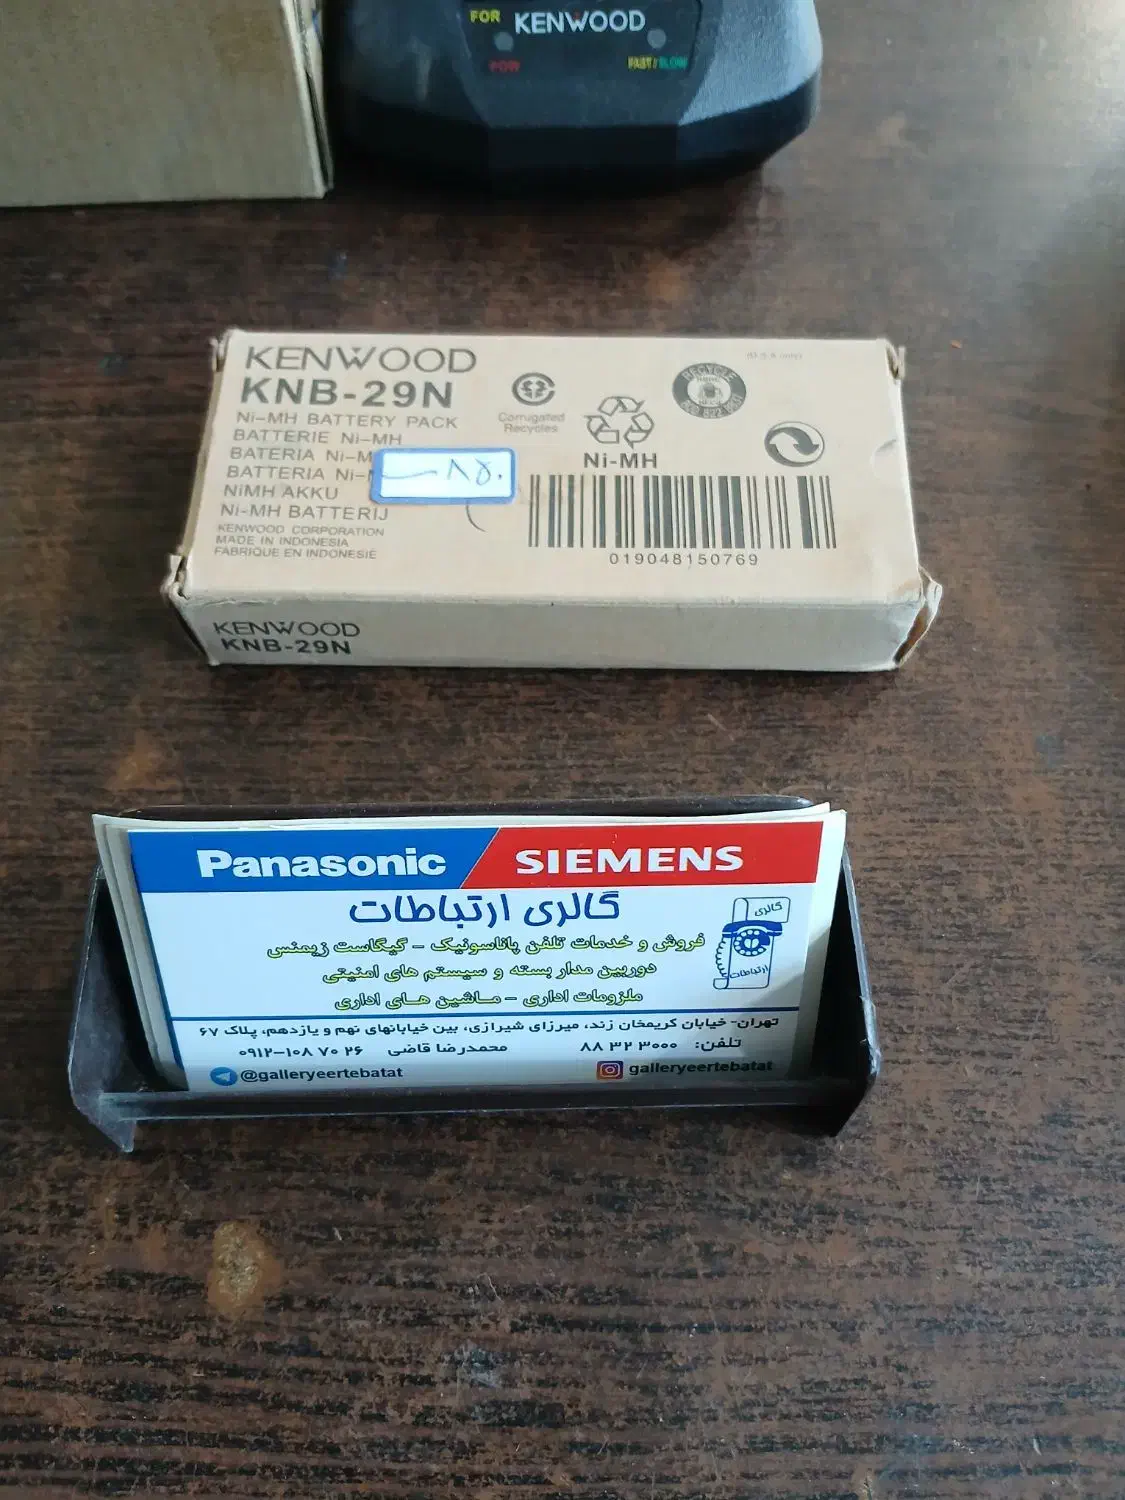 FOR KENWOOD
POW FAST/SLOW
KENWOOD
KNB-29N
Ni-MH BATTERY PACK
BATTERIE Ni-MH
BATERIA Ni-M
BATTERIA Ni-
NiMH AKKU
Ni-MH BATTERIJ
KENWOOD CORPORATION
MADE IN INDONESIA
FABRIQUE EN INDONESIE
۸۵۰
Corrugated
Recycles
Ni-MH
RECYCLE
019048150769
KENWOOD
KNB-29N
Panasonic SIEMENS
گالری ارتباطات
فروش و خدمات تلفن پاناسونیک - گیگاست زیمنس
دوربین مدار بسته و سیستم های امنیتی
ملزومات اداری - ماشین های اداری
گالری
ارتباطات
تهران- خیابان کریمخان زند، میرزای شیرازی، بین خیابانهای نهم و یازدهم، پلاک ۶۷
تلفن: ۸۸ ۳۲ ۳۰۰۰ محمدرضا قاضی ۰۹۱۲-۱۰۸ ۷۰ ۲۶
@galleryeertebatat galleryeertebatat